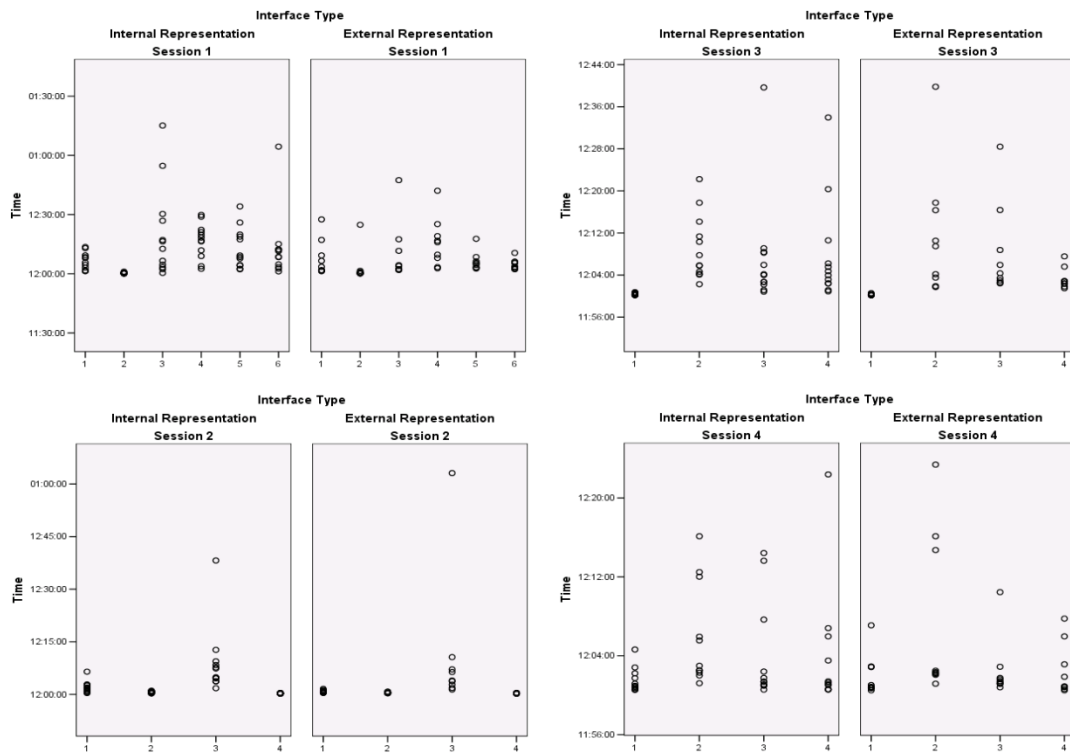 Interface Type
Internal Representation External Representation
Session 1 Session 1
01:30:00
01:00:00
12:30:00
12:00:00
11:30:00
Time
1 2 3 4 5 6 1 2 3 4 5 6
Interface Type
Internal Representation External Representation
Session 3 Session 3
12:44:00
12:36:00
12:28:00
12:20:00
12:12:00
12:04:00
11:56:00
Time
1 2 3 4 1 2 3 4
Interface Type
Internal Representation External Representation
Session 2 Session 2
01:00:00
12:45:00
12:30:00
12:15:00
12:00:00
Time
1 2 3 4 1 2 3 4
Interface Type
Internal Representation External Representation
Session 4 Session 4
12:20:00
12:12:00
12:04:00
11:56:00
Time
1 2 3 4 1 2 3 4